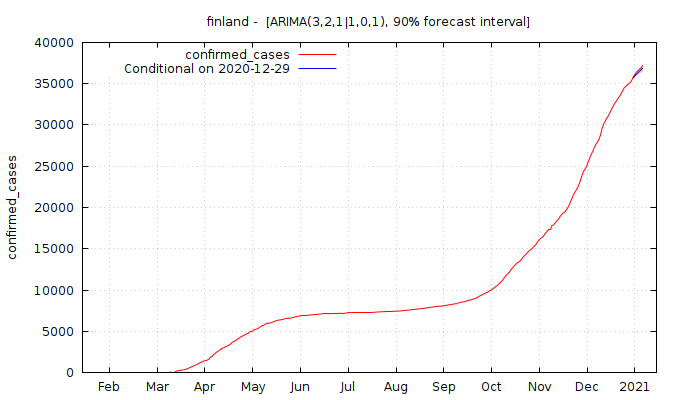 finland -  [ARIMA(3,2,1|1,0,1), 90% forecast interval]
confirmed_cases
Conditional on 2020-12-29
40000
35000
30000
25000
20000
15000
10000
5000
0
confirmed_cases
Feb Mar Apr May Jun Jul Aug Sep Oct Nov Dec 2021